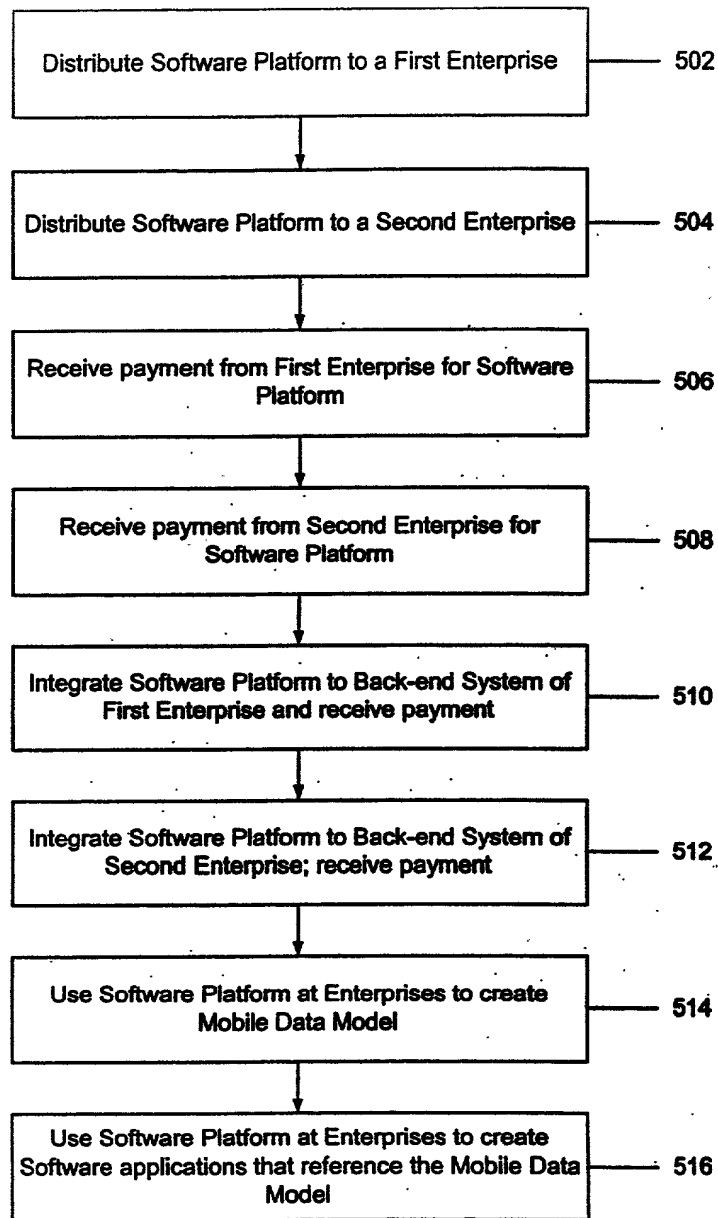 Distribute Software Platform to a First Enterprise
502
Distribute Software Platform to a Second Enterprise
504
Receive payment from First Enterprise for Software
Platform
506
Receive payment from Second Enterprise for
Software Platform
508
Integrate Software Platform to Back-end System of
First Enterprise and receive payment
510
Integrate Software Platform to Back-end System of
Second Enterprise; receive payment
512
Use Software Platform at Enterprises to create
Mobile Data Model
514
Use Software Platform at Enterprises to create
Software applications that reference the Mobile Data
Model
516